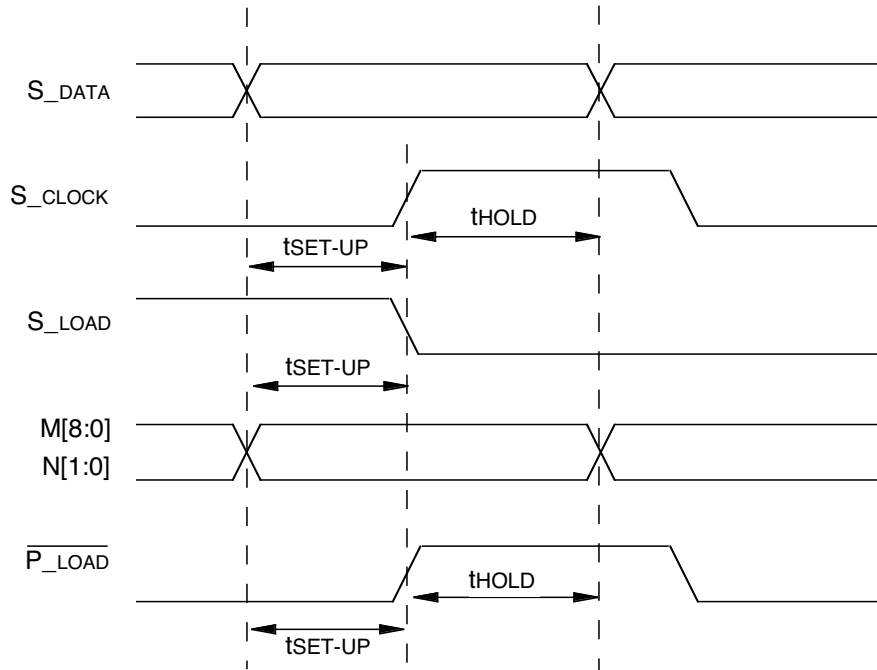 S_DATA
S_CLOCK
tHOLD
tSET-UP
S_LOAD
tSET-UP
M[8:0]
N[1:0]
P_LOAD
tHOLD
tSET-UP